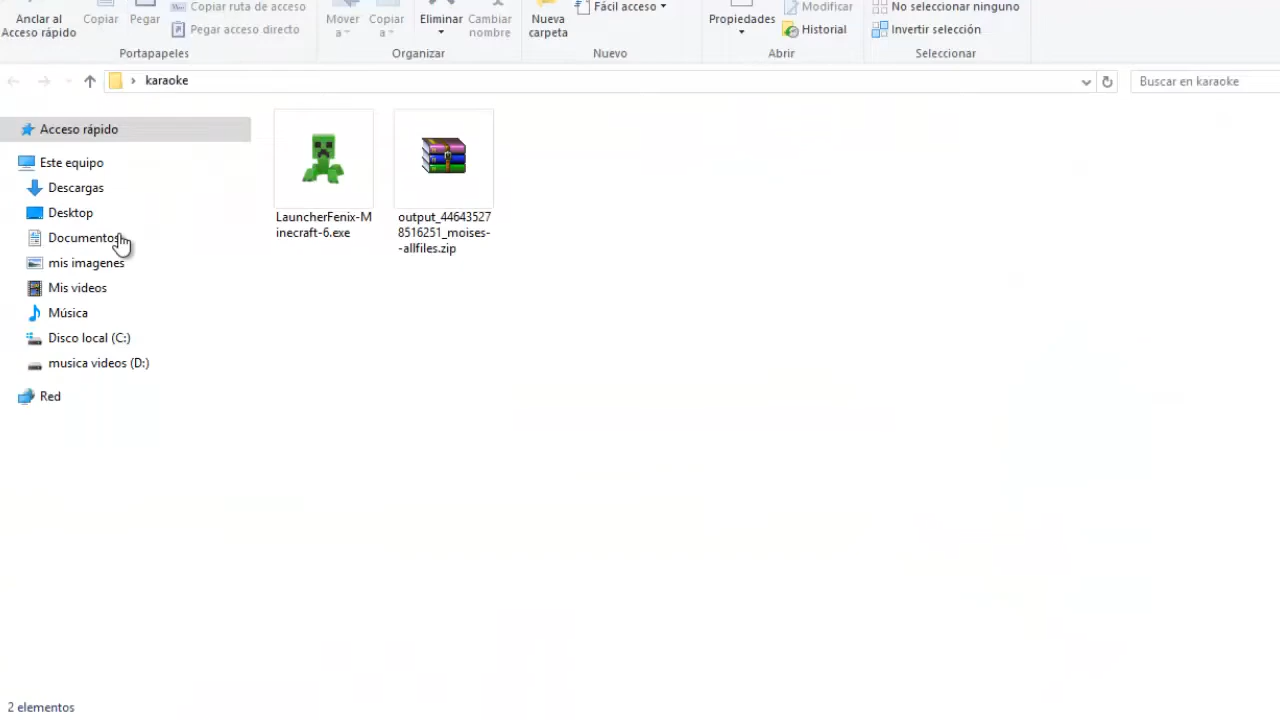 Anclar al
Acceso rápido
Copiar
Pegar
Copiar ruta de acceso
Pegar acceso directo
Portapapeles
Mover
a
Copiar
a
Eliminar
Cambiar
nombre
Organizar
Nueva
carpeta
Fácil acceso
Nuevo
Propiedades
Modificar
Historial
Abrir
No seleccionar ninguno
Invertir selección
Seleccionar
karaoke
Buscar en karaoke
Acceso rápido
Este equipo
Descargas
Desktop
Documentos
mis imagenes
Mis videos
Música
Disco local (C:)
musica videos (D:)
Red
LauncherFenix-M
inecraft-6.exe
output_44643527
8516251_moises-
-allfiles.zip
2 elementos